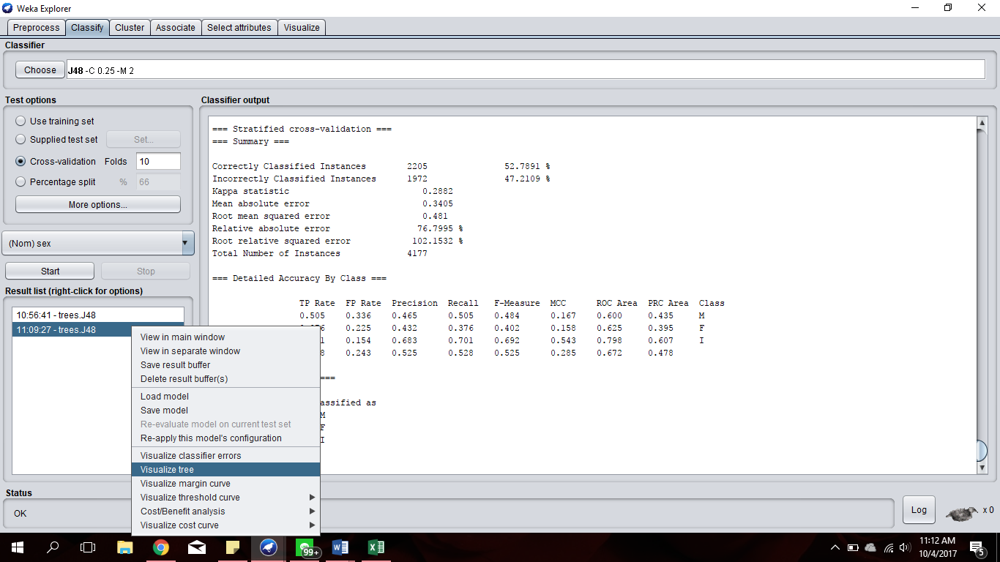 Weka Explorer
Preprocess Classify Cluster Associate Select attributes Visualize
Classifier
Choose J48 -C 0.25 -M 2
Test options
Use training set
Supplied test set Set...
Cross-validation Folds 10
Percentage split % 66
More options...
(Nom) sex
Start Stop
Result list (right-click for options)
10:56:41 - trees.J48
11:09:27 - trees.J48
View in main window
View in separate window
Save result buffer
Delete result buffer(s)
Load model
Save model
Re-evaluate model on current test set
Re-apply this model's configuration
Visualize classifier errors
Visualize tree
Visualize margin curve
Visualize threshold curve
Cost/Benefit analysis
Visualize cost curve
Classifier output
=== Stratified cross-validation ===
=== Summary ===
Correctly Classified Instances 2205 52.7891 %
Incorrectly Classified Instances 1972 47.2109 %
Kappa statistic 0.2882
Mean absolute error 0.3405
Root mean squared error 0.481
Relative absolute error 76.7995 %
Root relative squared error 102.1532 %
Total Number of Instances 4177
=== Detailed Accuracy By Class ===
TP Rate FP Rate Precision Recall F-Measure MCC ROC Area PRC Area Class
0.505 0.336 0.465 0.505 0.484 0.167 0.600 0.435 M
0.225 0.432 0.376 0.402 0.158 0.625 0.395 F
1 0.154 0.683 0.701 0.692 0.543 0.798 0.607 I
8 0.243 0.525 0.528 0.525 0.285 0.672 0.478
===
assified as
M
F
I
Status
OK
Log x 0
99+
11:12 AM
10/4/2017
5